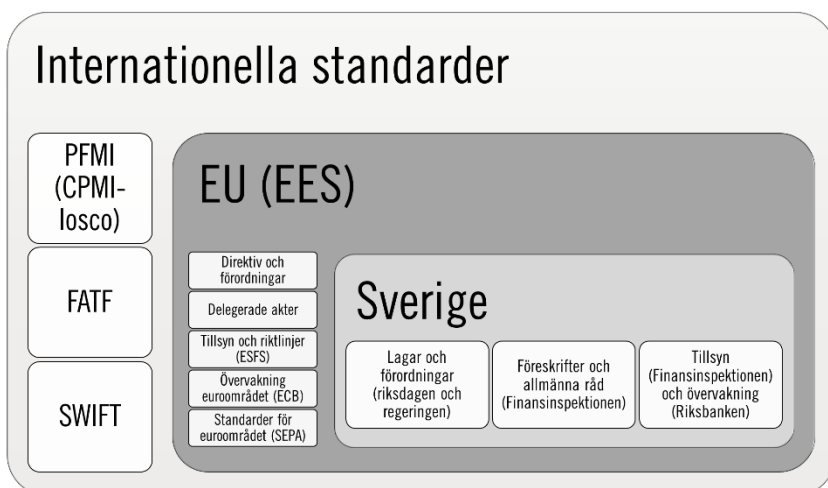 Internationella standarder
PFMI
(CPMI-
Iosco)
FATF
SWIFT
EU (EES)
Direktiv och
förordningar
Delegerade akter
Tillsyn och riktlinjer
(ESFS)
Övervakning
euroområdet (ECB)
Standarder för
euroområdet (SEPA)
Sverige
Lagar och
förordningar
(riksdagen och
regeringen)
Föreskrifter och
allmänna råd
(Finansinspektionen)
Tillsyn
(Finansinspektionen)
och övervakning
(Riksbanken)